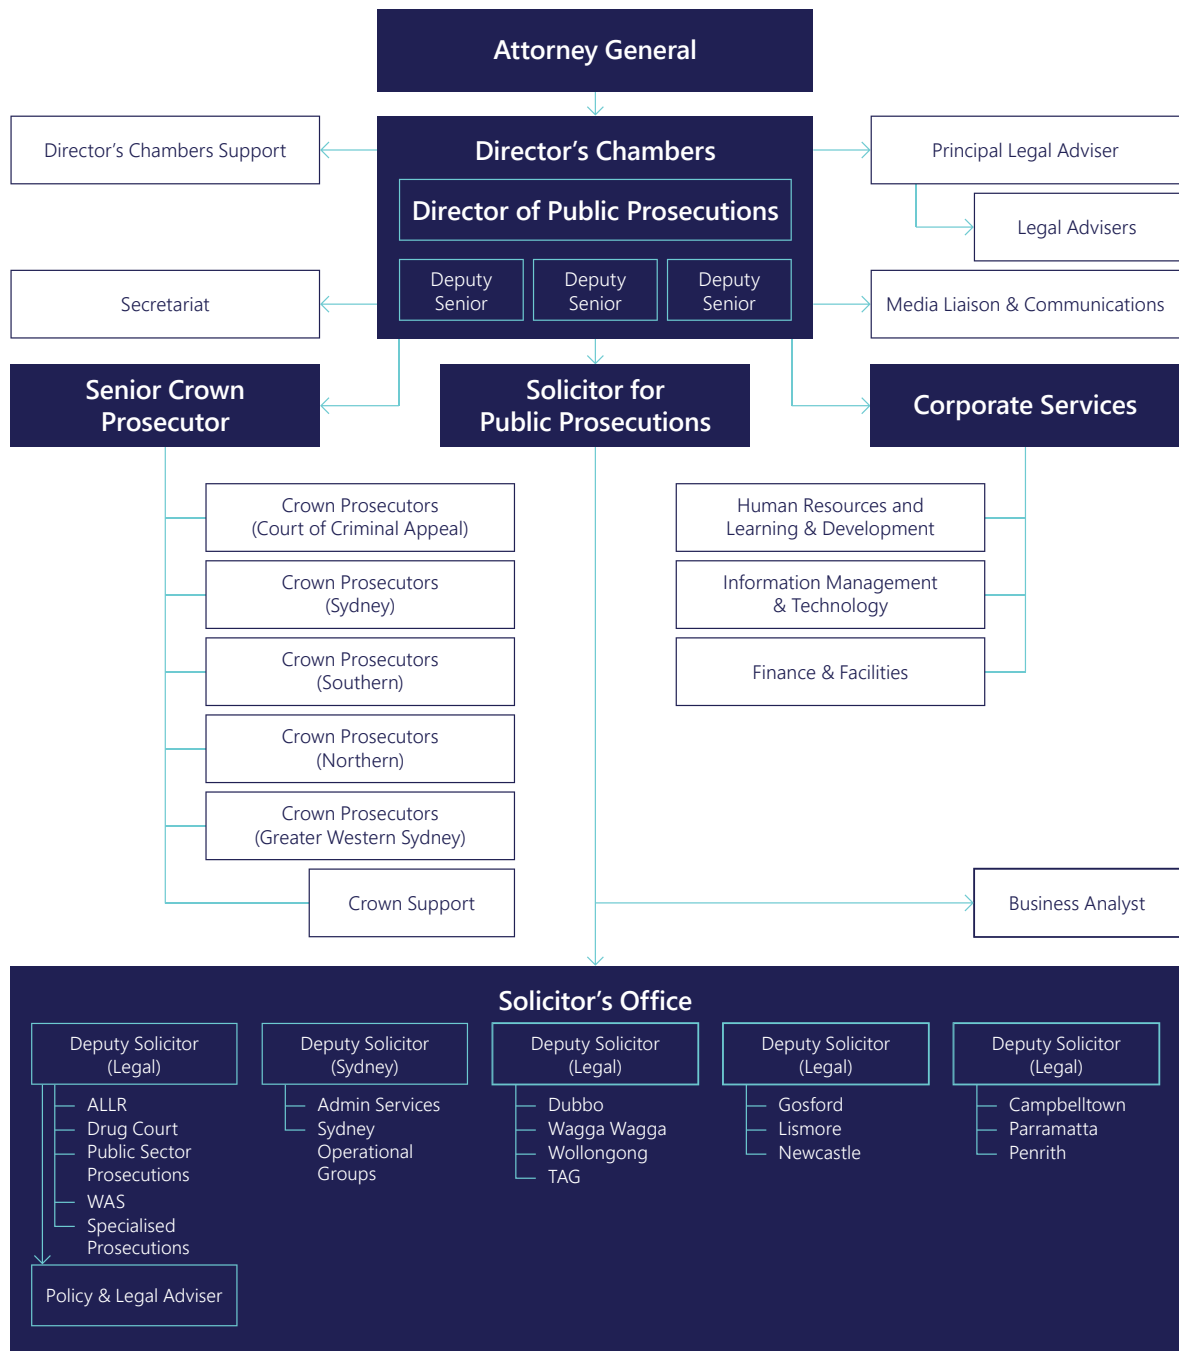 Attorney General
Director’s Chambers Support
Director’s Chambers
Director of Public Prosecutions
Deputy
Senior
Deputy
Senior
Deputy
Senior
Principal Legal Adviser
Legal Advisers
Secretariat
Media Liaison & Communications
Senior Crown
Prosecutor
Solicitor for
Public Prosecutions
Corporate Services
Crown Prosecutors
(Court of Criminal Appeal)
Crown Prosecutors
(Sydney)
Crown Prosecutors
(Southern)
Crown Prosecutors
(Northern)
Crown Prosecutors
(Greater Western Sydney)
Crown Support
Human Resources and
Learning & Development
Information Management
& Technology
Finance & Facilities
Business Analyst
Solicitor’s Office
Deputy Solicitor
(Legal)
ALLR
Drug Court
Public Sector
Prosecutions
WAS
Specialised
Prosecutions
Policy & Legal Adviser
Deputy Solicitor
(Sydney)
Admin Services
Sydney
Operational
Groups
Deputy Solicitor
(Legal)
Dubbo
Wagga Wagga
Wollongong
TAG
Deputy Solicitor
(Legal)
Gosford
Lismore
Newcastle
Deputy Solicitor
(Legal)
Campbelltown
Parramatta
Penrith